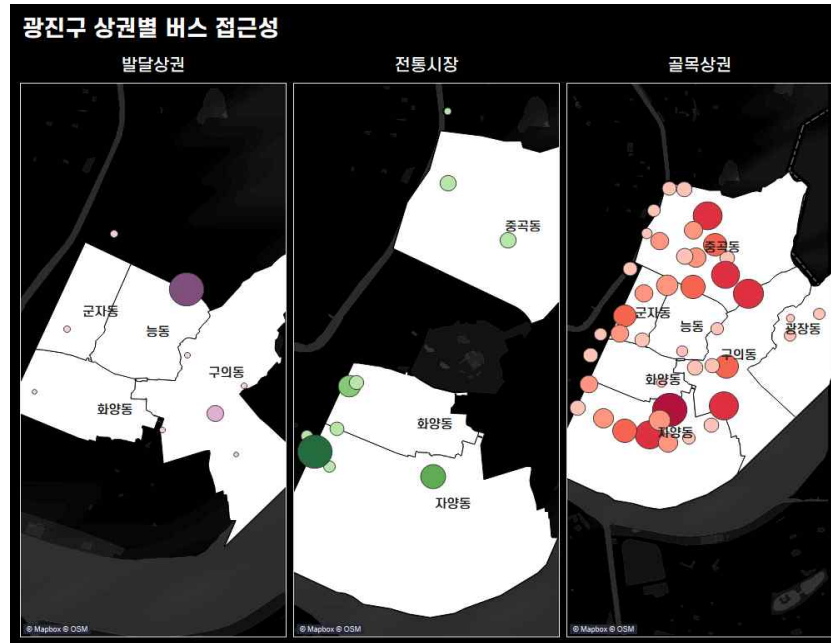 광진구 상권별 버스 접근성
발달상권
군자동
능동
구의동
화양동
© Mapbox © OSM
전통시장
중곡동
화양동
자양동
© Mapbox © OSM
골목상권
중곡동
군자동
능동
광장동
구의동
화양동
자양동
© Mapbox © OSM